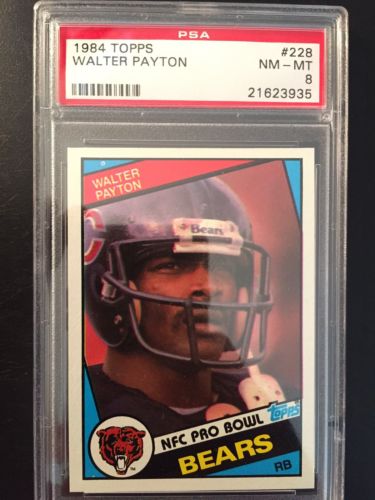 PSA
1984 TOPPS #228
WALTER PAYTON NM-MT
8
21623935
WALTER
PAYTON
Bears
NFC PRO BOWL
topps
BEARS
RB